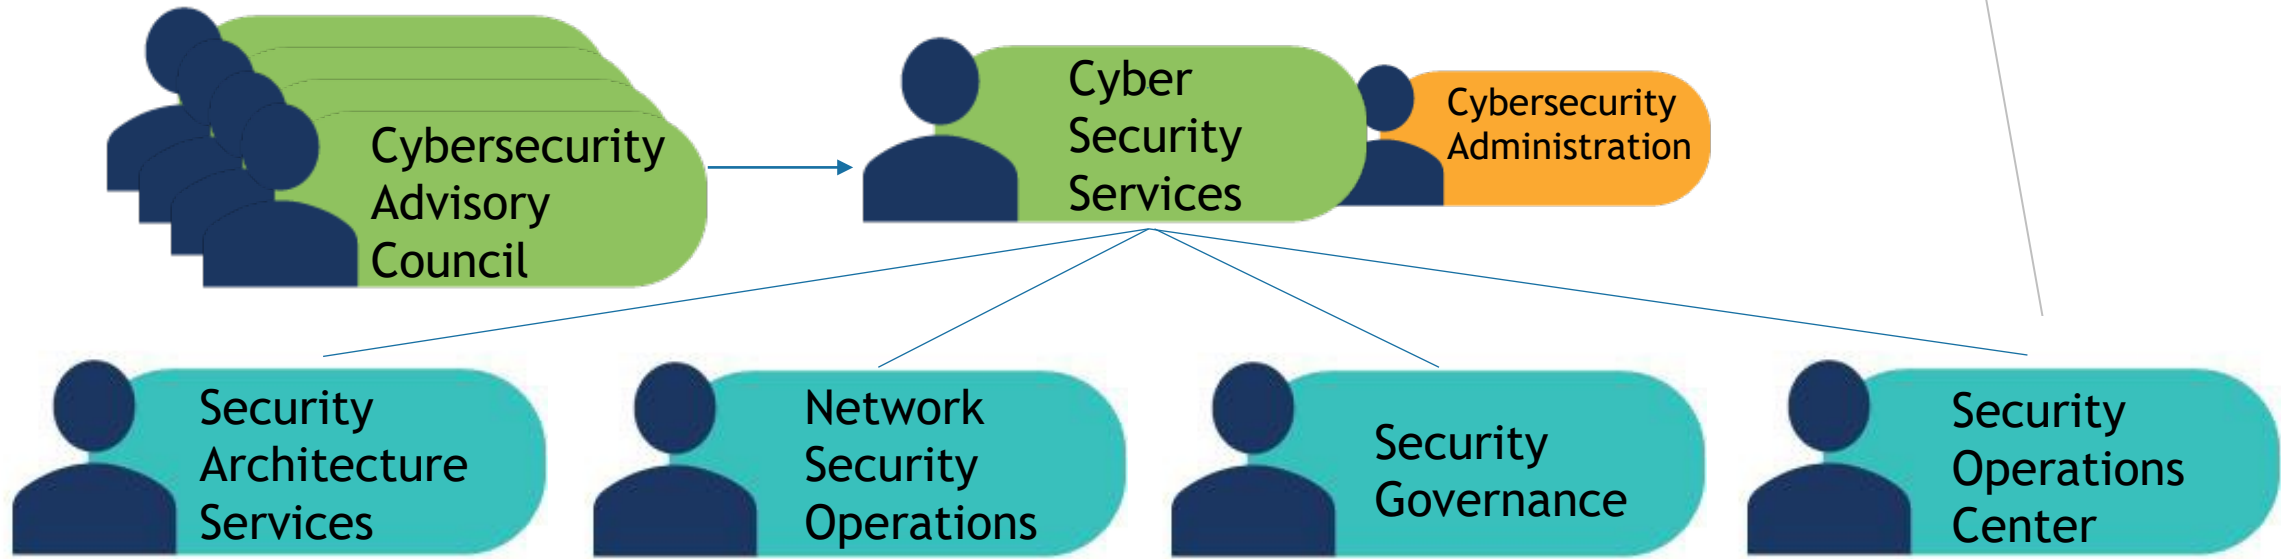 Cybersecurity
Advisory
Council
Cyber
Security
Services
Cybersecurity
Administration
Security
Architecture
Services
Network
Security
Operations
Security
Governance
Security
Operations
Center